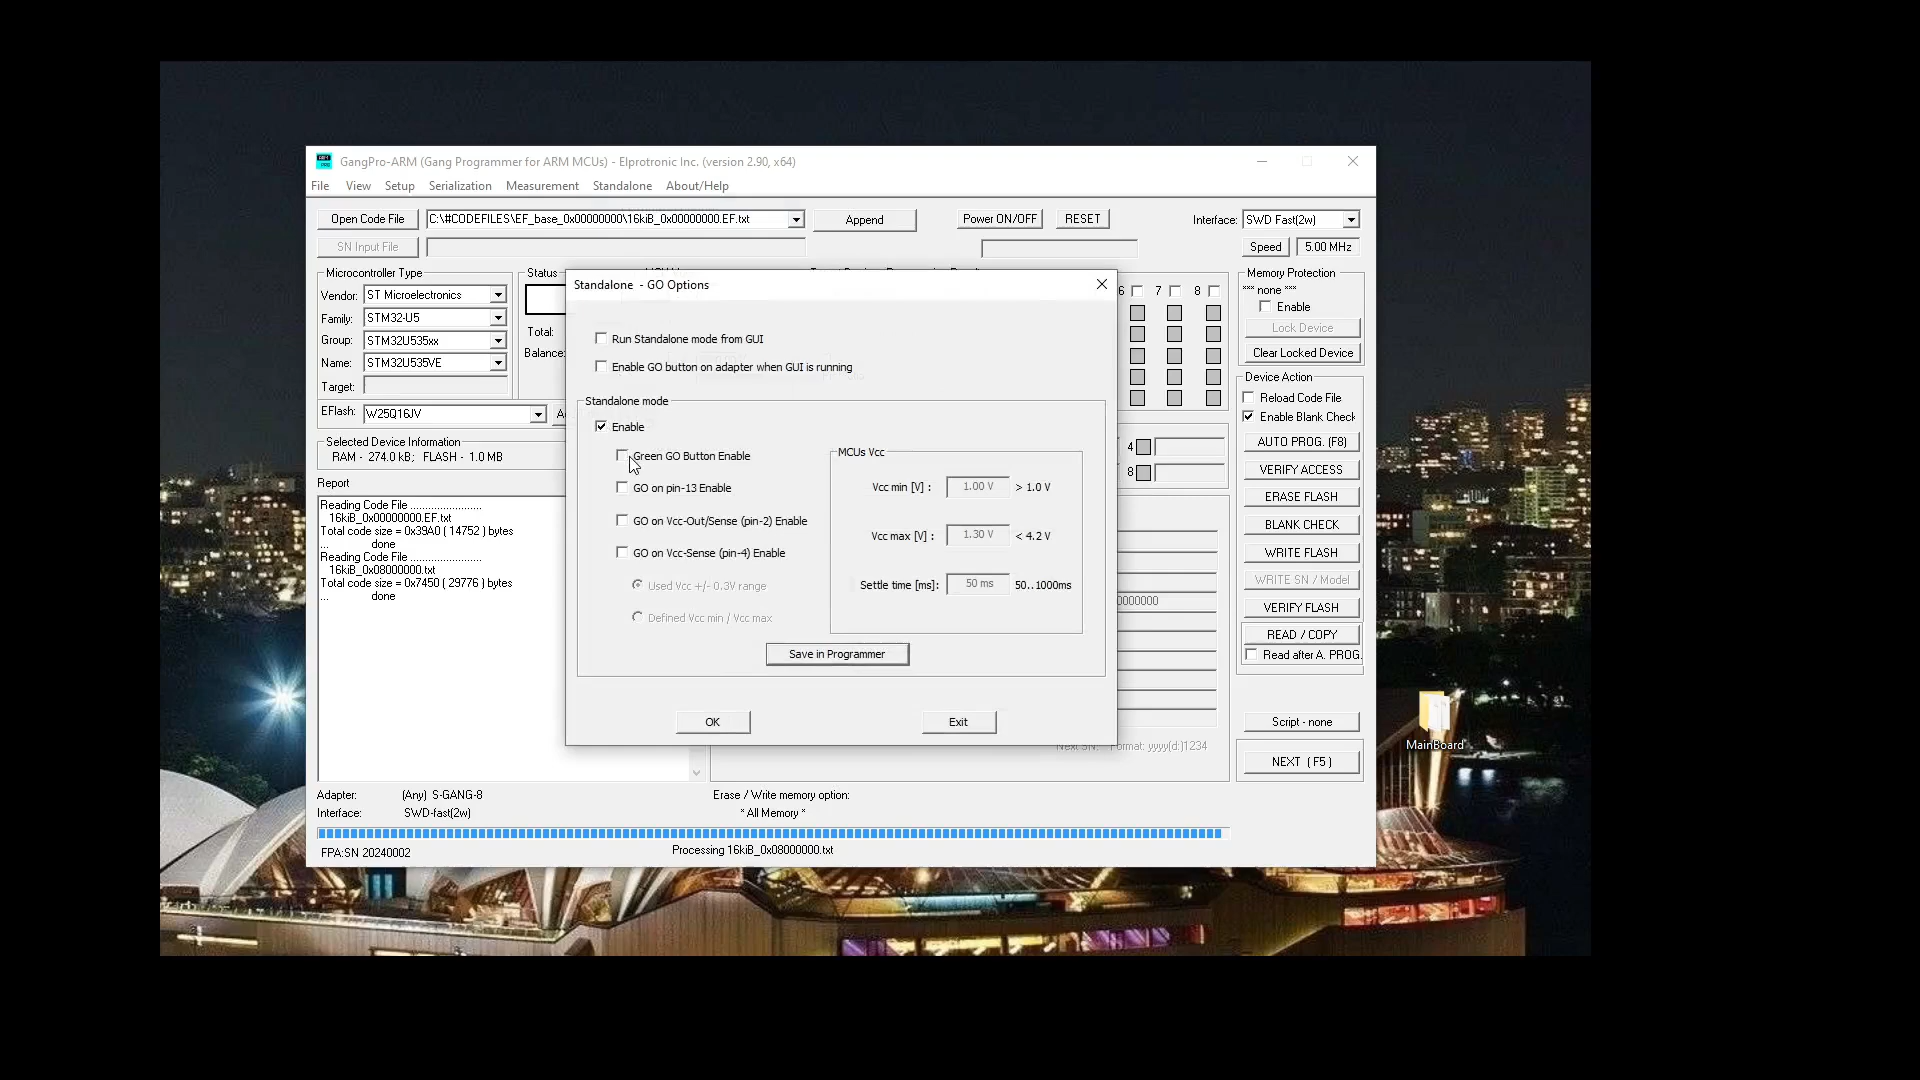 GangPro-ARM (Gang Programmer for ARM MCUs) - Elprotronic Inc. (version 2.90, x64)
File View Setup Serialization Measurement Standalone About/Help
Open Code File C:\#CODEFILES\EF_base_0x00000000\16kiB_0x00000000.EF.txt Append Power ON/OFF RESET Interface: SWD Fast(2w)
SN Input File Speed 5.00 MHz
Microcontroller Type
Vendor: ST Microelectronics
Family: STM32-U5
Group: STM32U535xx
Name: STM32U535VE
Target:
EFlash: W25Q16JV
Selected Device Information
RAM - 274.0 kB; FLASH - 1.0 MB
Report
Reading Code File ........................
16kiB_0x00000000.EF.txt
Total code size = 0x39A0 ( 14752 ) bytes
... done
Reading Code File ........................
16kiB_0x08000000.txt
Total code size = 0x7450 ( 29776 ) bytes
... done
Status
Total:
Balance:
Standalone - GO Options
Run Standalone mode from GUI
Enable GO button on adapter when GUI is running
Standalone mode
Enable
Green GO Button Enable
GO on pin-13 Enable
GO on Vcc-Out/Sense (pin-2) Enable
GO on Vcc-Sense (pin-4) Enable
Used Vcc +/- 0.3V range
Defined Vcc min / Vcc max
MCUs Vcc
Vcc min [V] : 1.00 V > 1.0 V
Vcc max [V] : 1.30 V < 4.2 V
Settle time [ms]: 50 ms 50..1000ms
Save in Programmer
OK Exit
6 7 8
4
8
0000000
Format: yyyy(d:)1234
Memory Protection
*** none ***
Enable
Lock Device
Clear Locked Device
Device Action
Reload Code File
Enable Blank Check
AUTO PROG. (F8)
VERIFY ACCESS
ERASE FLASH
BLANK CHECK
WRITE FLASH
WRITE SN / Model
VERIFY FLASH
READ / COPY
Read after A. PROG.
Script - none
NEXT ( F5 )
MainBoard
Adapter: (Any) S-GANG-8
Interface: SWD-fast(2w)
Erase / Write memory option:
* All Memory *
FPA:SN 20240002
Processing 16kiB_0x08000000.txt